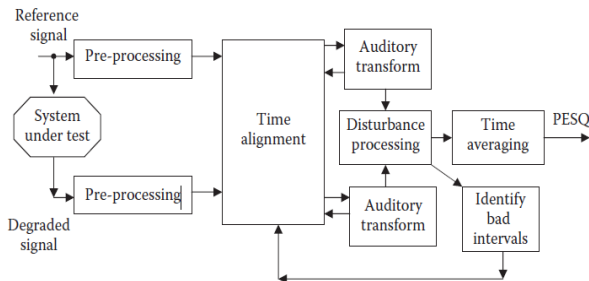 Reference
signal
Pre-processing
System
under test
Pre-processing
Degraded
signal
Time
alignment
Auditory
transform
Disturbance
processing
Auditory
transform
Time
averaging
PESQ
Identify
bad
intervals